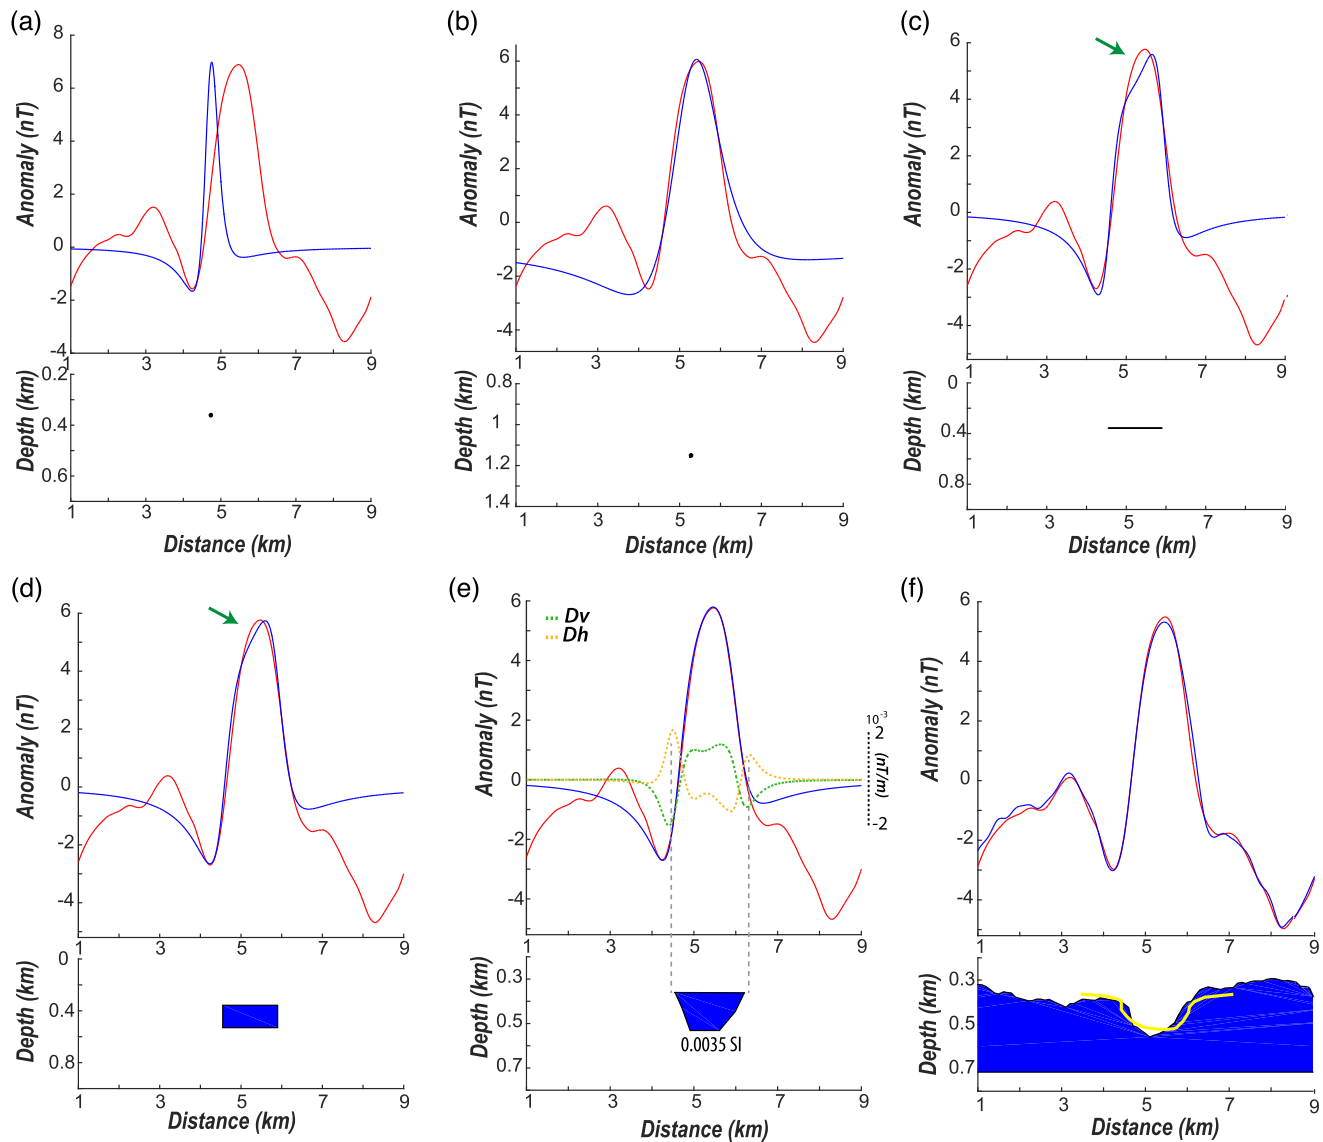 (a)
8
6
4
2
0
-2
-4
Anomaly (nT)
1 3 5 7 9
0.2
0.4
0.6
Depth (km)
1 3 5 7 9
Distance (km)
(b)
6
4
2
0
-2
-4
Anomaly (nT)
1 3 5 7 9
0.8
1
1.2
1.4
Depth (km)
1 3 5 7 9
Distance (km)
(c)
6
4
2
0
-2
-4
Anomaly (nT)
1 3 5 7 9
0
0.4
0.8
Depth (km)
1 3 5 7 9
Distance (km)
(d)
6
4
2
0
-2
-4
Anomaly (nT)
1 3 5 7 9
0
0.4
0.8
Depth (km)
1 3 5 7 9
Distance (km)
(e)
6
4
2
0
-2
-4
Anomaly (nT)
Dv
Dh
10-3
2
(nT/m)
-2
1 3 5 7 9
0.3
0.5
0.7
Depth (km)
0.0035 SI
1 3 5 7 9
Distance (km)
(f)
6
4
2
0
-2
-4
Anomaly (nT)
1 3 5 7 9
0.3
0.5
0.7
Depth (km)
1 3 5 7 9
Distance (km)